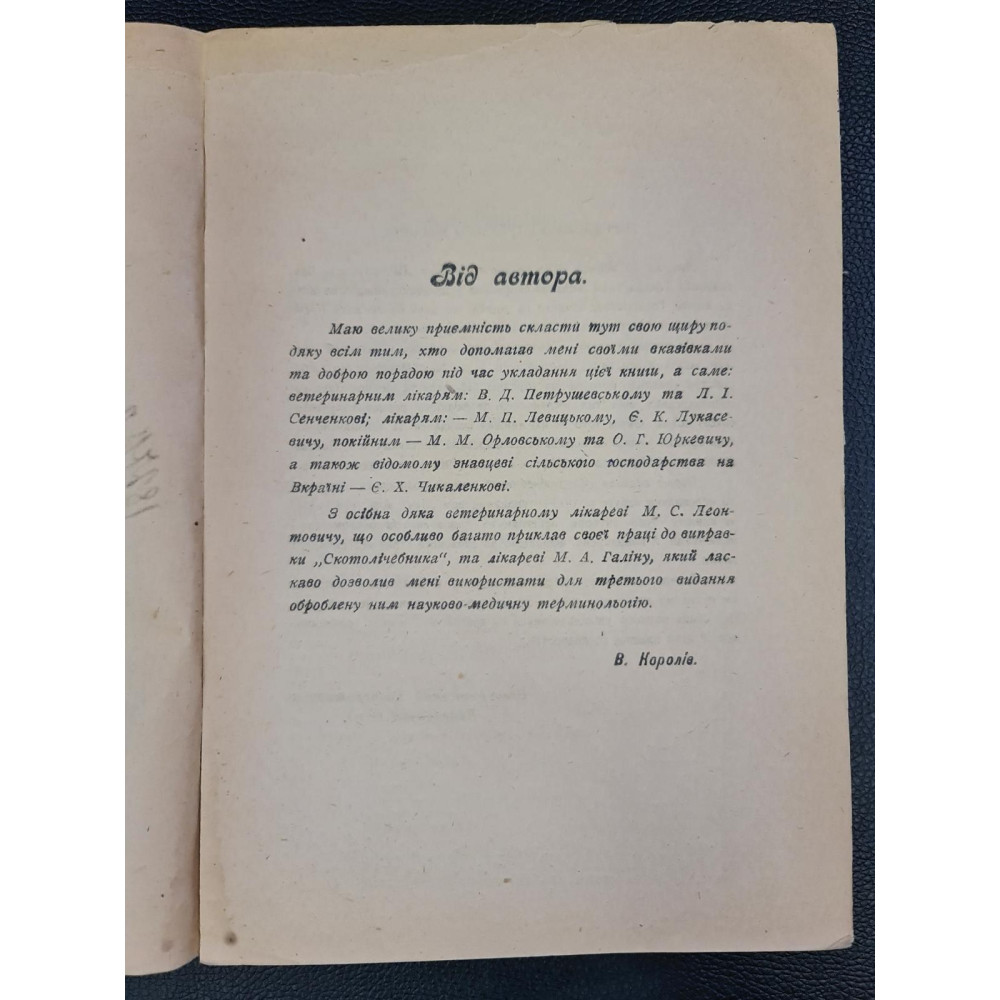 Від автора.
Маю велику приємність скласти тут свою щиру по-
дяку всім тим, хто допомагав мені своїми вказівками
та доброю порадою під час укладання цієї книги, а саме:
ветеринарним лікарям: В. Д. Петрушевському та Л. І.
Сенченкові; лікарям: — М. П. Левицькому, Є. К. Лукасе-
вичу, покійним — М. М. Орловському та О. Г. Юркевичу,
а також відомому знавцеві сільського господарства на
Вкраїні — Є. Х. Чикаленкові.
З осібна дяка ветеринарному лікареві М. С. Леон-
товичу, що особливо багато приклав своєї праці до виправ-
ки „Скотолічебника“, та лікареві М. А. Галіну, який лас-
каво дозволив мені використати для третього видання
оброблену ним науково-медичну термінольогію.
В. Королів.